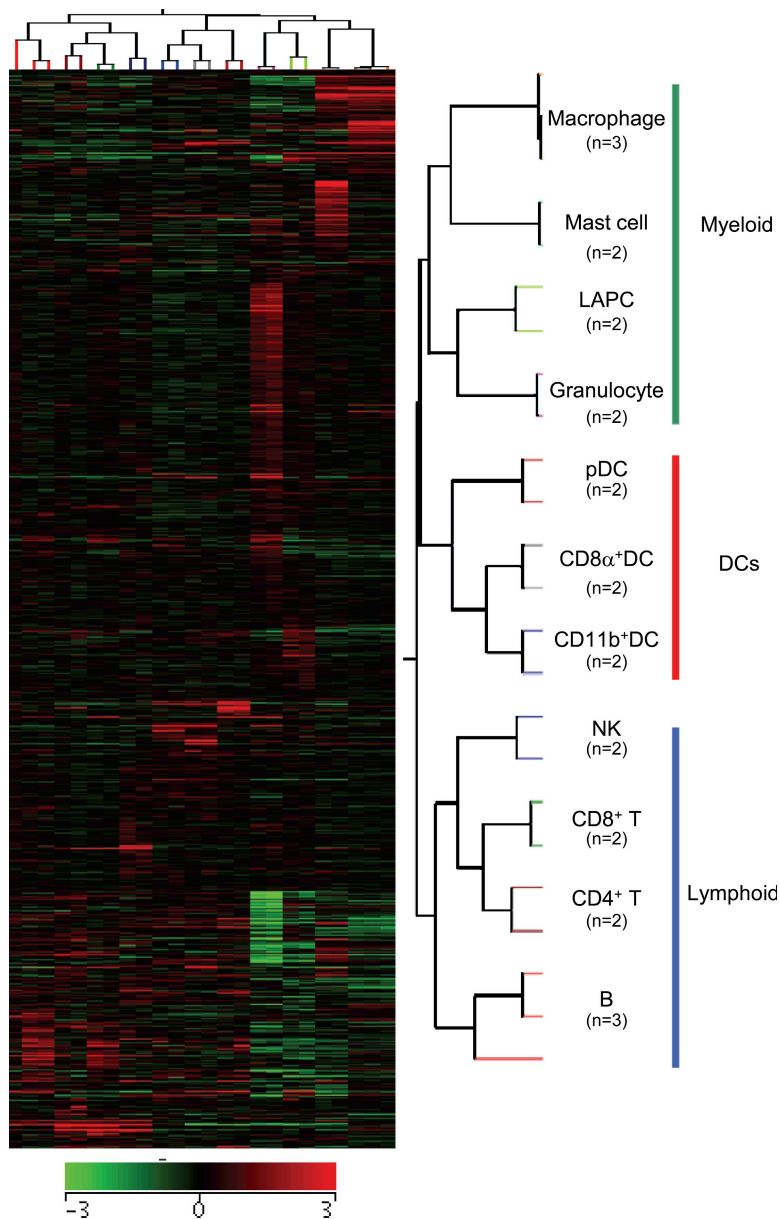 Macrophage
(n=3)
Mast cell
(n=2)
Myeloid
LAPC
(n=2)
Granulocyte
(n=2)
pDC
(n=2)
CD8α⁺DC
(n=2)
DCs
CD11b⁺DC
(n=2)
NK
(n=2)
CD8⁺ T
(n=2)
CD4⁺ T
(n=2)
Lymphoid
B
(n=3)
-3 0 3